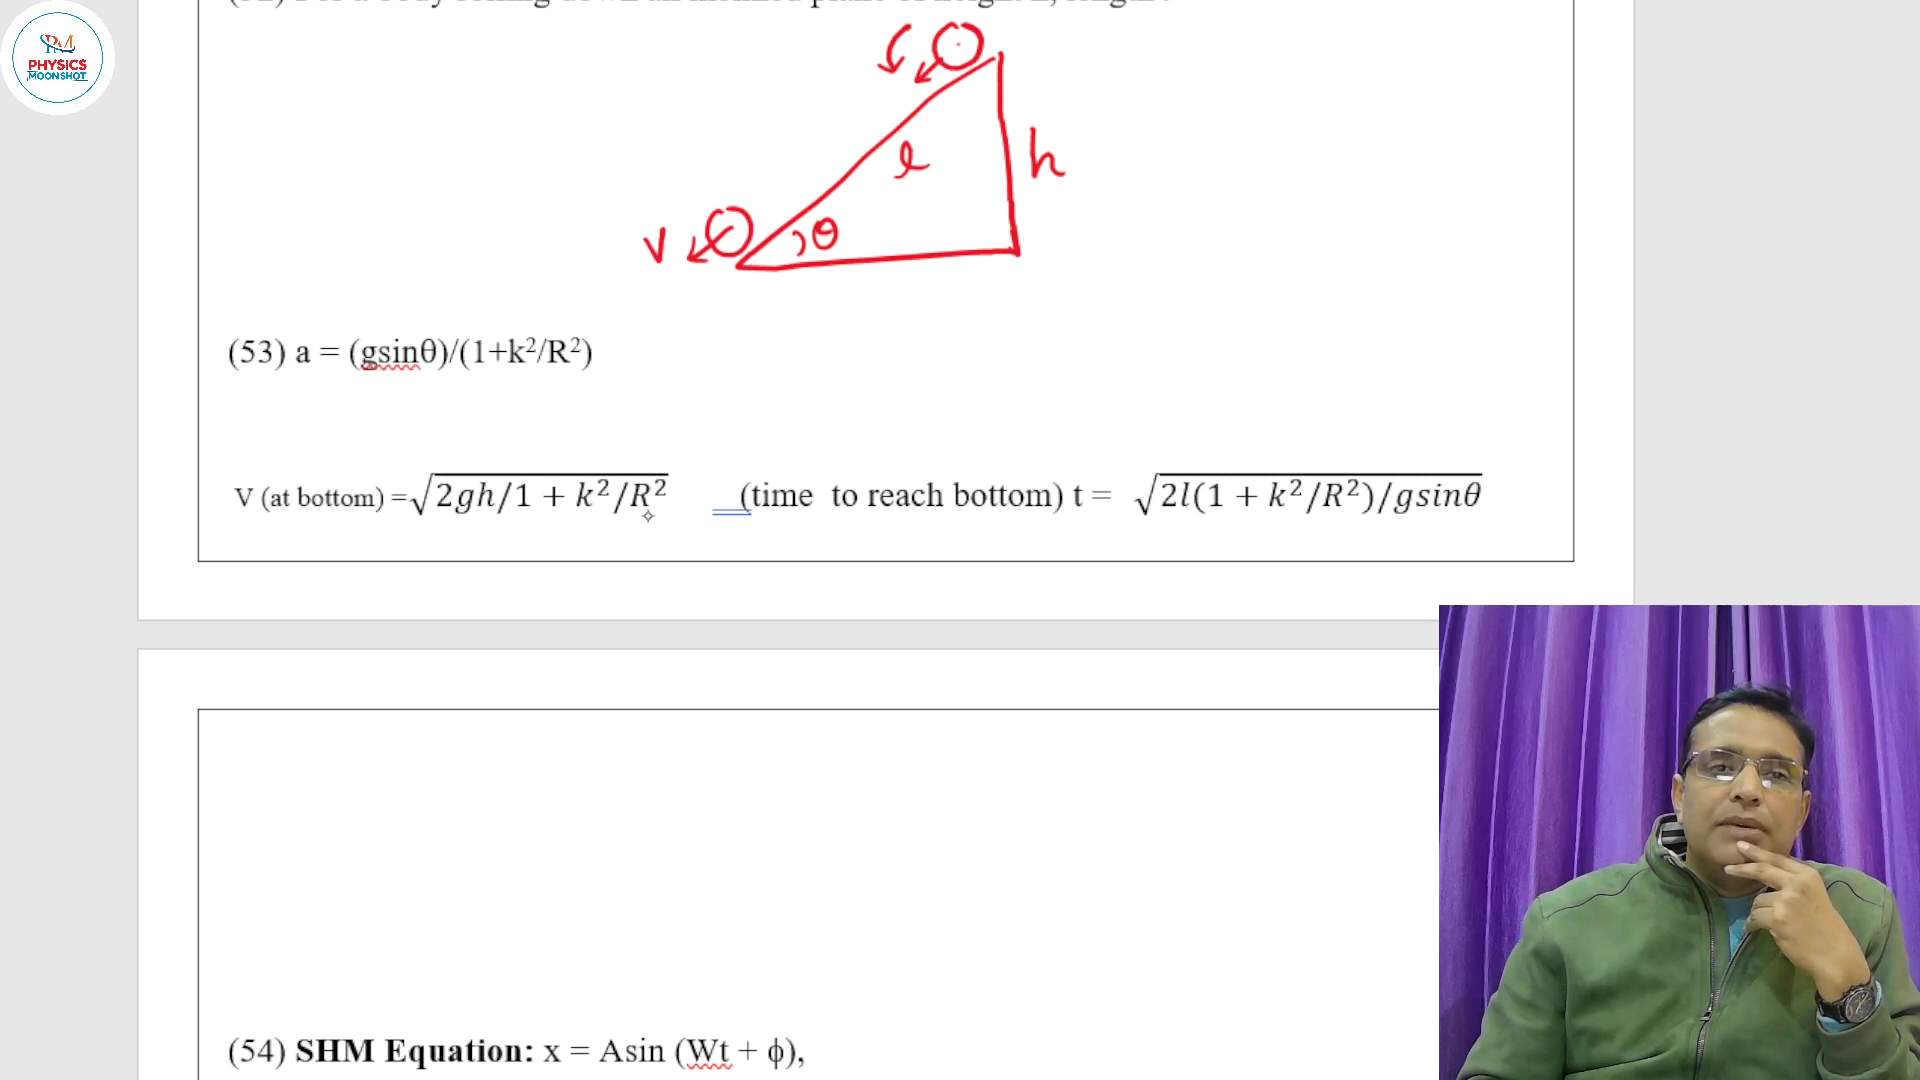 PHYSICS
MOONSHOT
h
l
θ
V
(53) a = (gsinθ)/(1+k²/R²)
V (at bottom) =√2gh/1 + k²/R² (time to reach bottom) t = √2l(1 + k²/R²)/gsinθ
(54) SHM Equation: x = Asin (Wt + ϕ),